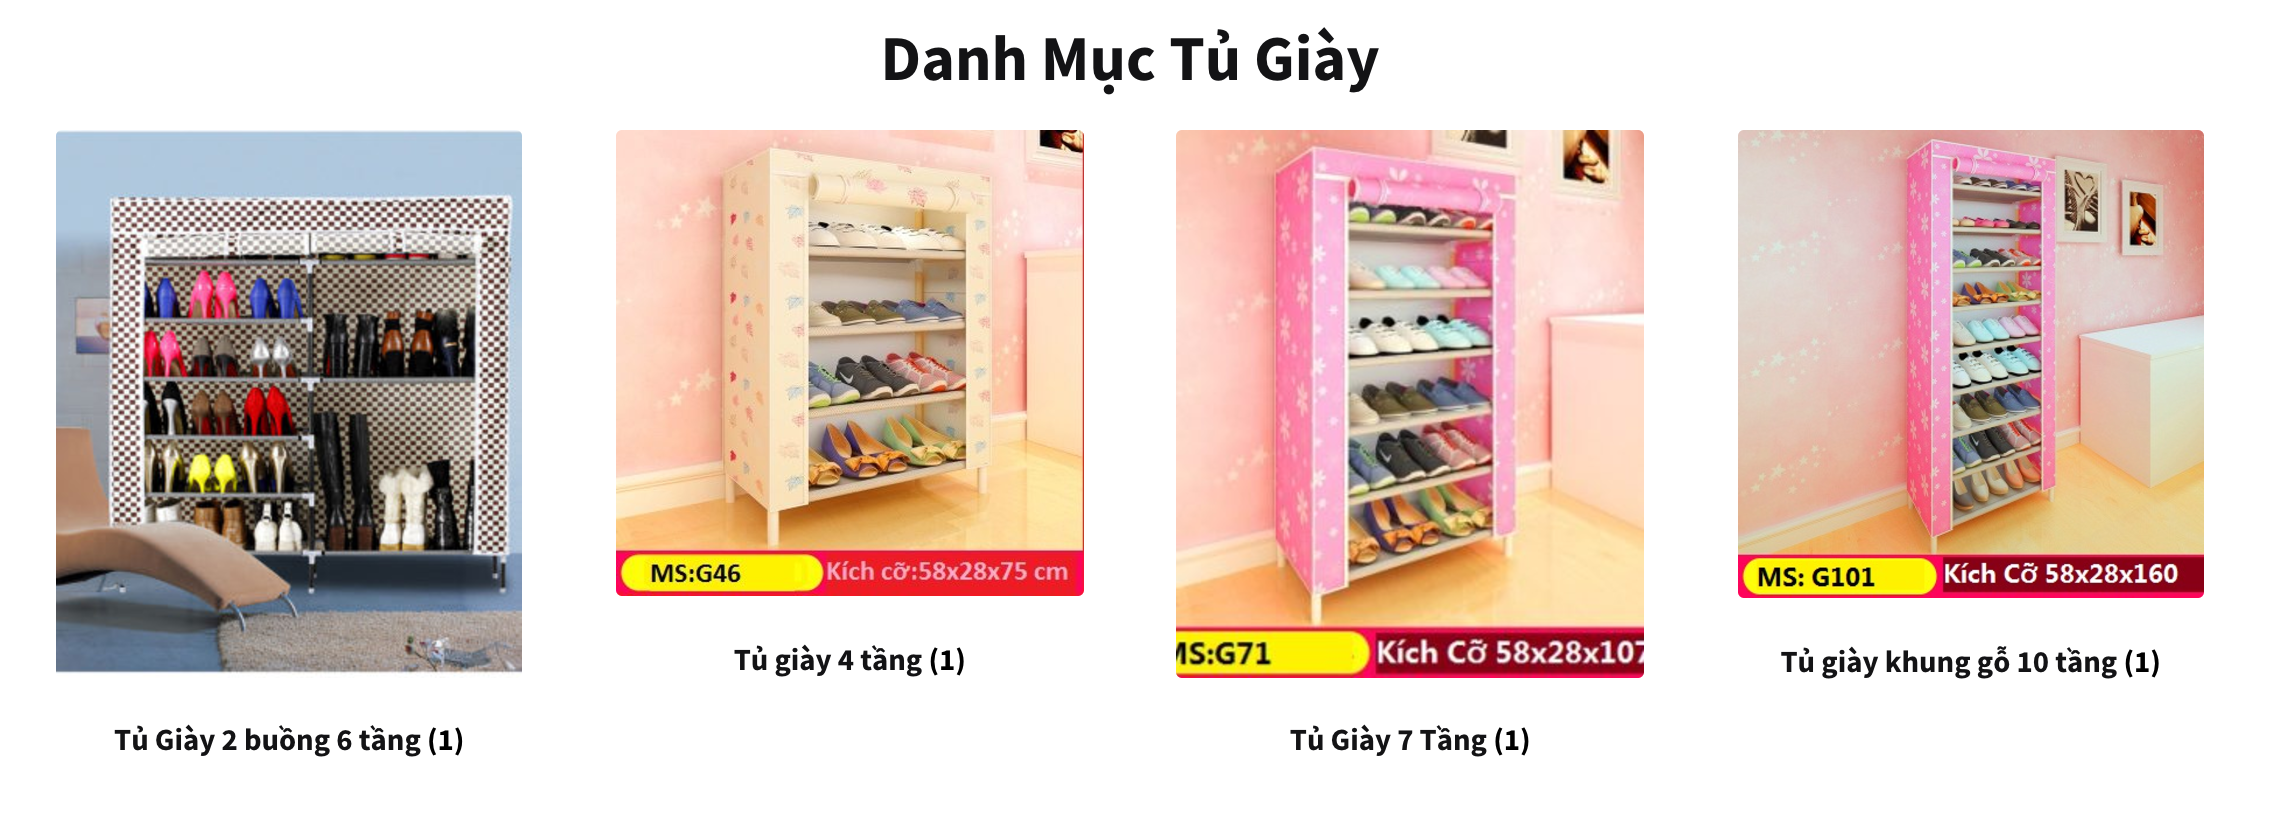 Danh Mục Tủ Giày
Tủ Giày 2 buồng 6 tầng (1)
MS:G46 Kích cỡ:58x28x75 cm
Tủ giày 4 tầng (1)
MS:G71 Kích Cỡ 58x28x107
Tủ Giày 7 Tầng (1)
MS: G101 Kích Cỡ 58x28x160
Tủ giày khung gỗ 10 tầng (1)